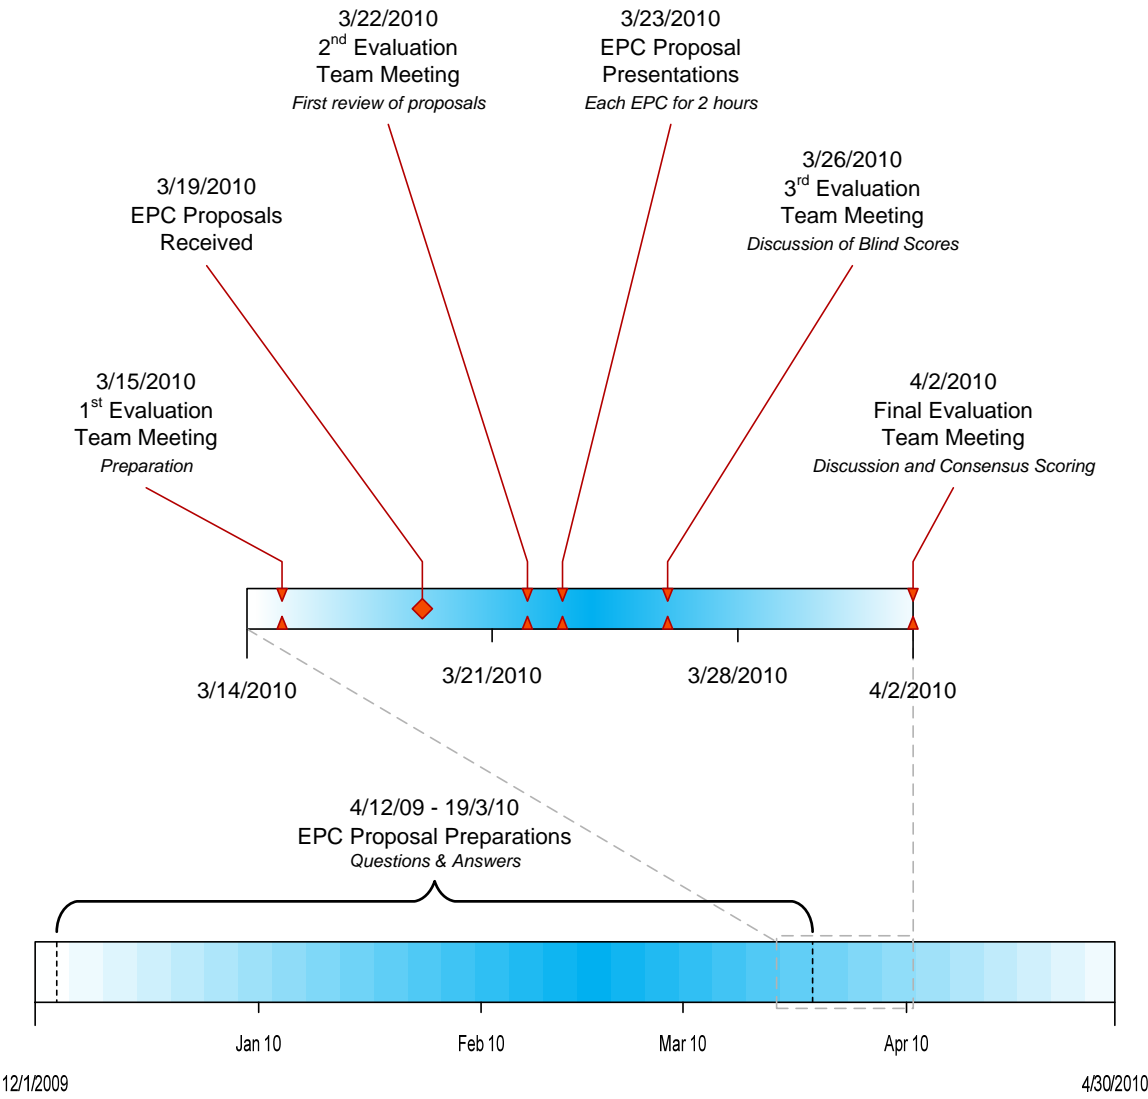 3/22/2010
2nd Evaluation
Team Meeting
First review of proposals
3/23/2010
EPC Proposal
Presentations
Each EPC for 2 hours
3/26/2010
3rd Evaluation
Team Meeting
Discussion of Blind Scores
3/19/2010
EPC Proposals
Received
3/15/2010
1st Evaluation
Team Meeting
Preparation
4/2/2010
Final Evaluation
Team Meeting
Discussion and Consensus Scoring
3/14/2010
3/21/2010
3/28/2010
4/2/2010
4/12/09 - 19/3/10
EPC Proposal Preparations
Questions & Answers
Jan 10
Feb 10
Mar 10
Apr 10
12/1/2009
4/30/2010